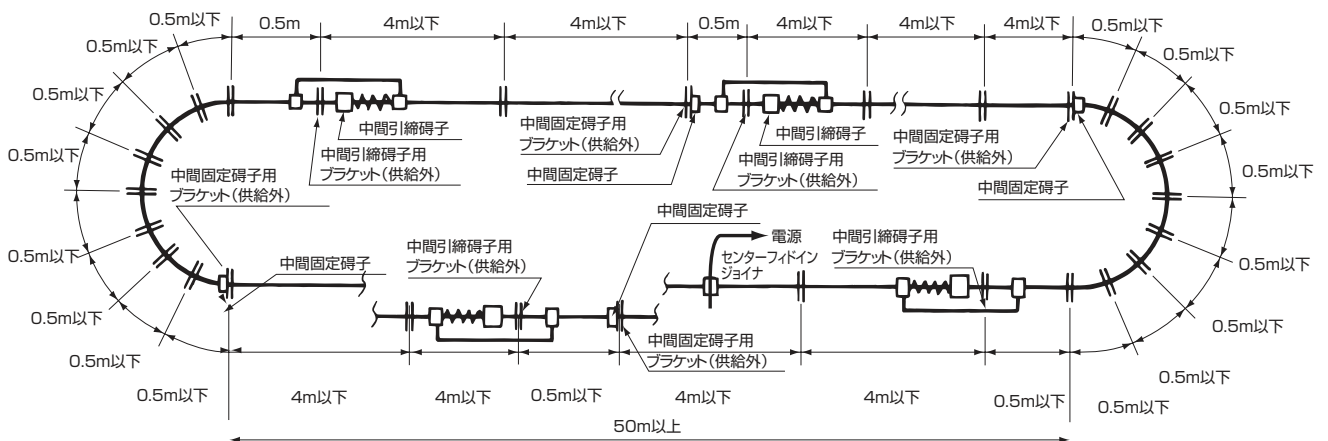 0.5m以下
0.5m
4m以下
4m以下
0.5m
4m以下
4m以下
4m以下
0.5m以下
0.5m以下
0.5m以下
0.5m以下
0.5m以下
0.5m以下
0.5m以下
0.5m以下
0.5m以下
0.5m以下
0.5m以下
中間引締碍子
中間引締碍子用
ブラケット(供給外)
中間固定碍子用
ブラケット(供給外)
中間固定碍子
中間引締碍子
中間引締碍子用
ブラケット(供給外)
中間固定碍子用
ブラケット(供給外)
中間固定碍子
中間固定碍子用
ブラケット(供給外)
中間固定碍子
中間固定碍子
電源
センターフィドイン
ジョイナ
中間引締碍子用
ブラケット(供給外)
中間引締碍子用
ブラケット(供給外)
中間固定碍子用
ブラケット(供給外)
0.5m以下
0.5m以下
0.5m以下
0.5m以下
0.5m以下
0.5m以下
0.5m以下
0.5m以下
0.5m以下
4m以下
4m以下
0.5m以下
4m以下
4m以下
0.5m以下
50m以上